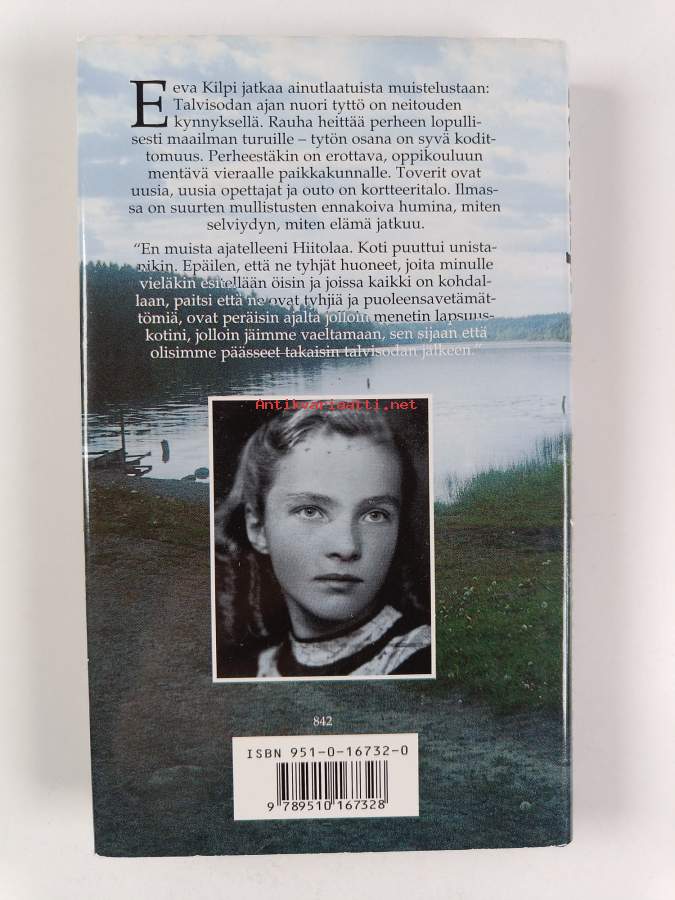 Eeva Kilpi jatkaa ainutlaatuista muistelustaan:
Talvisodan ajan nuori tyttö on neitouden
kynnyksellä. Rauha heittää perheen lopulli-
sesti maailman turuille – tytön osana on syvä kodit-
tomuus. Perheestäkin on erottava, oppikouluun
mentävä vieraalle paikkakunnalle. Toverit ovat
uusia, uusia opettajat ja outo on kortteeritalo. Ilmas-
sa on suurten mullistusten ennakoiva humina, miten
selviydyn, miten elämä jatkuu.
“En muista ajatelleeni Hiitolaa. Koti puuttui unista-
nikin. Epäilen, että ne tyhjät huoneet, joita minulle
vieläkin esitellään öisin ja joissa kaikki on kohdal-
laan, paitsi että ne ovat tyhjiä ja puoleensavetämät-
tömiä, ovat peräisin ajalta jolloin menetin lapsuus-
kotini, jolloin jäimme vaeltamaan, sen sijaan että
olisimme päässeet takaisin talvisodan jälkeen.”
Antikvariaatti.net
842
ISBN 951-0-16732-0
9 789510 167328